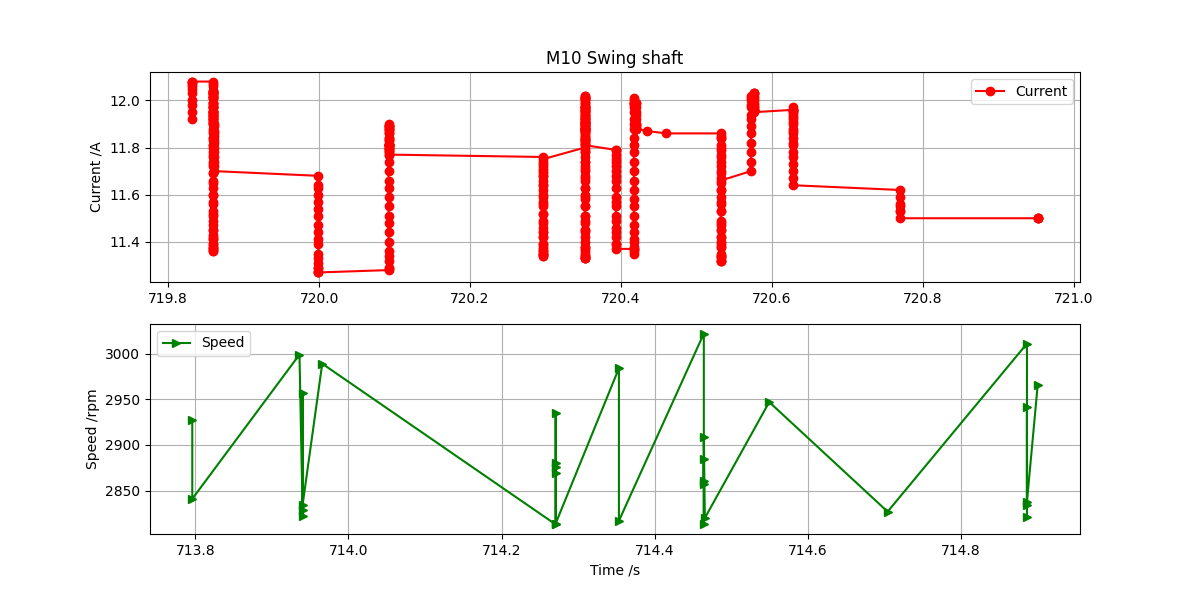 M10 Swing shaft
Current /A
12.0
11.8
11.6
11.4
Current
719.8 720.0 720.2 720.4 720.6 720.8 721.0
Speed /rpm
3000
2950
2900
2850
Speed
713.8 714.0 714.2 714.4 714.6 714.8
Time /s